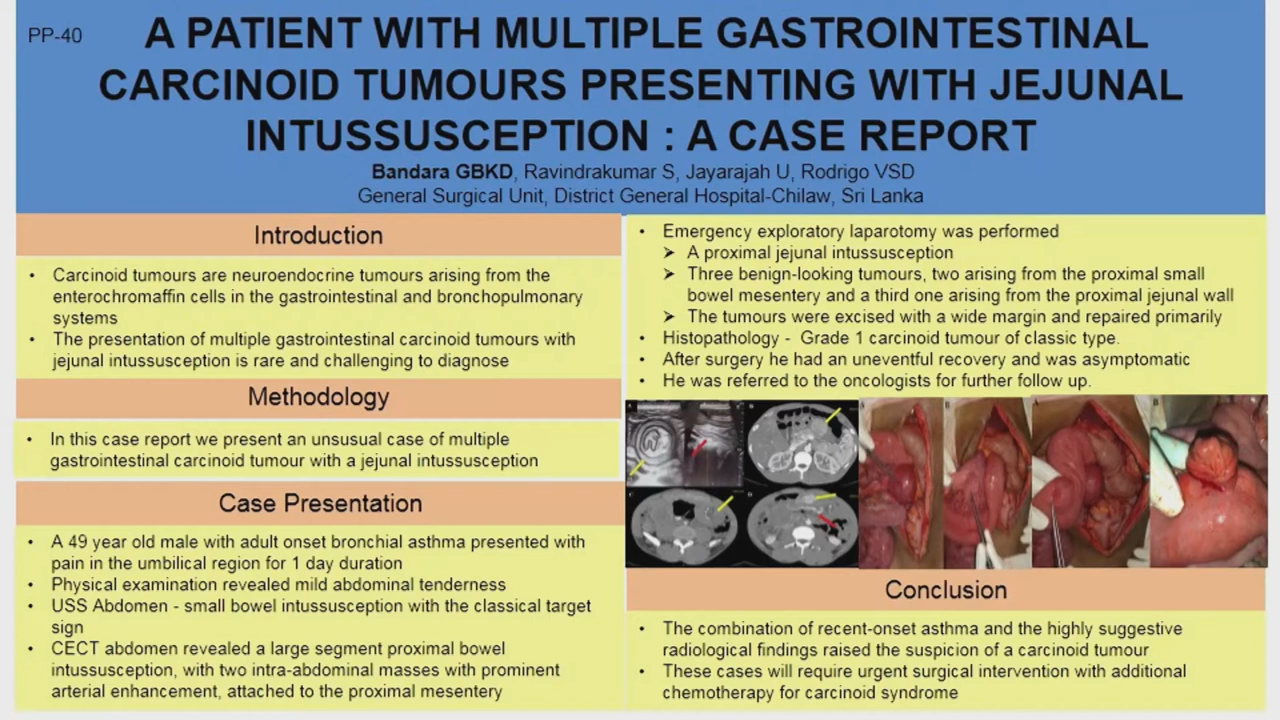 PP-40
A PATIENT WITH MULTIPLE GASTROINTESTINAL
CARCINOID TUMOURS PRESENTING WITH JEJUNAL
INTUSSUSCEPTION : A CASE REPORT
Bandara GBKD, Ravindrakumar S, Jayarajah U, Rodrigo VSD
General Surgical Unit, District General Hospital-Chilaw, Sri Lanka
Introduction
• Carcinoid tumours are neuroendocrine tumours arising from the
enterochromaffin cells in the gastrointestinal and bronchopulmonary
systems
• The presentation of multiple gastrointestinal carcinoid tumours with
jejunal intussusception is rare and challenging to diagnose
Methodology
• In this case report we present an unusual case of multiple
gastrointestinal carcinoid tumour with a jejunal intussusception
Case Presentation
• A 49 year old male with adult onset bronchial asthma presented with
pain in the umbilical region for 1 day duration
• Physical examination revealed mild abdominal tenderness
• USS Abdomen - small bowel intussusception with the classical target
sign
• CECT abdomen revealed a large segment proximal bowel
intussusception, with two intra-abdominal masses with prominent
arterial enhancement, attached to the proximal mesentery
• Emergency exploratory laparotomy was performed
➢ A proximal jejunal intussusception
➢ Three benign-looking tumours, two arising from the proximal small
bowel mesentery and a third one arising from the proximal jejunal wall
➢ The tumours were excised with a wide margin and repaired primarily
• Histopathology - Grade 1 carcinoid tumour of classic type.
• After surgery he had an uneventful recovery and was asymptomatic
• He was referred to the oncologists for further follow up.
Conclusion
• The combination of recent-onset asthma and the highly suggestive
radiological findings raised the suspicion of a carcinoid tumour
• These cases will require urgent surgical intervention with additional
chemotherapy for carcinoid syndrome